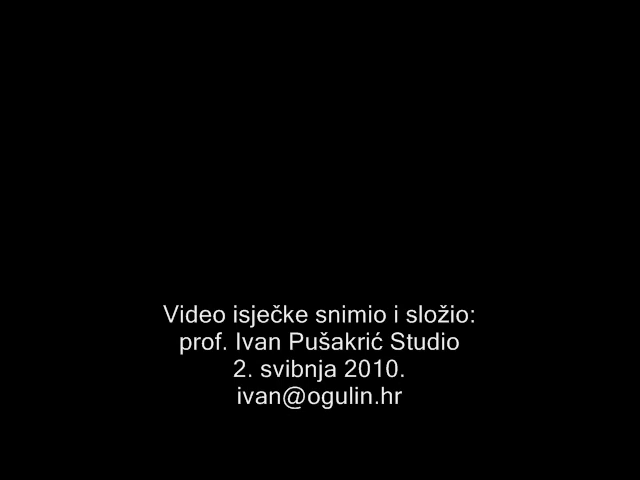 Video isječke snimio i složio:
prof. Ivan Pušakrić Studio
2. svibnja 2010.
ivan@ogulin.hr